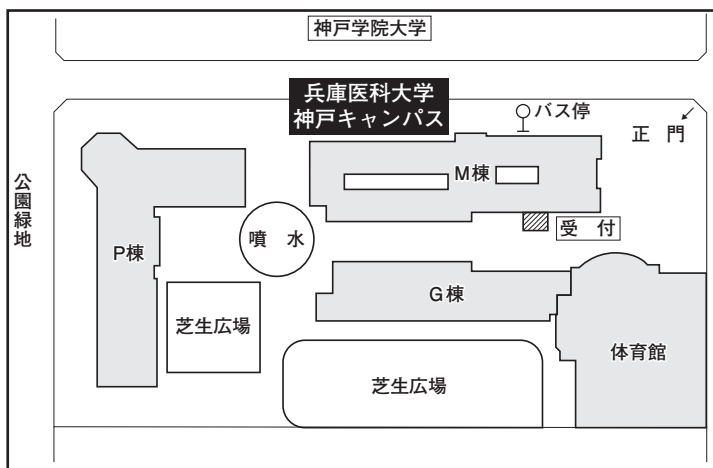 神戸学院大学
兵庫医科大学
神戸キャンパス
バス停
正 門
M棟
公園緑地
受 付
噴 水
P棟
G棟
芝生広場
体育館
芝生広場